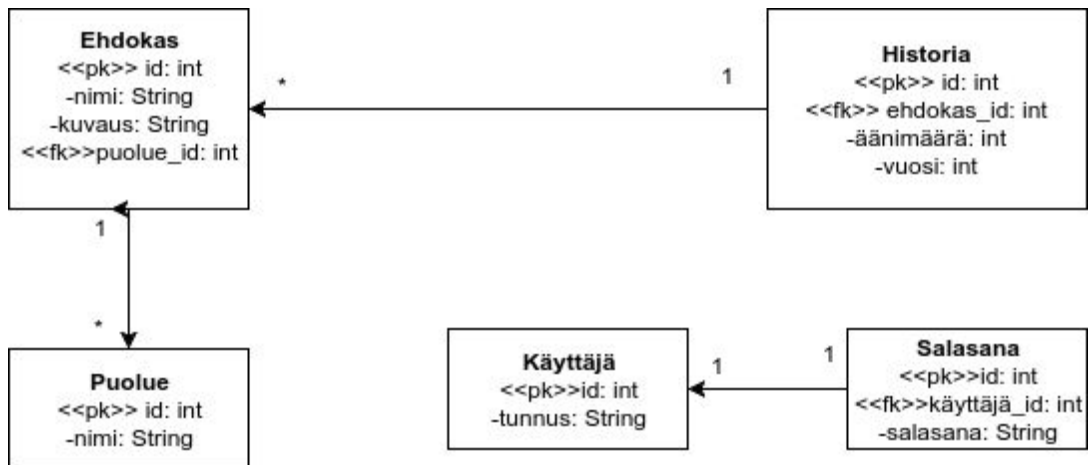 Ehdokas
<<pk>> id: int
-nimi: String
-kuvaus: String
<<fk>>puolue_id: int
*
1
Historia
<<pk>> id: int
<<fk>> ehdokas_id: int
-äänimäärä: int
-vuosi: int
1
*
Puolue
<<pk>> id: int
-nimi: String
Käyttäjä
<<pk>>id: int
-tunnus: String
1
1
Salasana
<<pk>>id: int
<<fk>>käyttäjä_id: int
-salasana: String